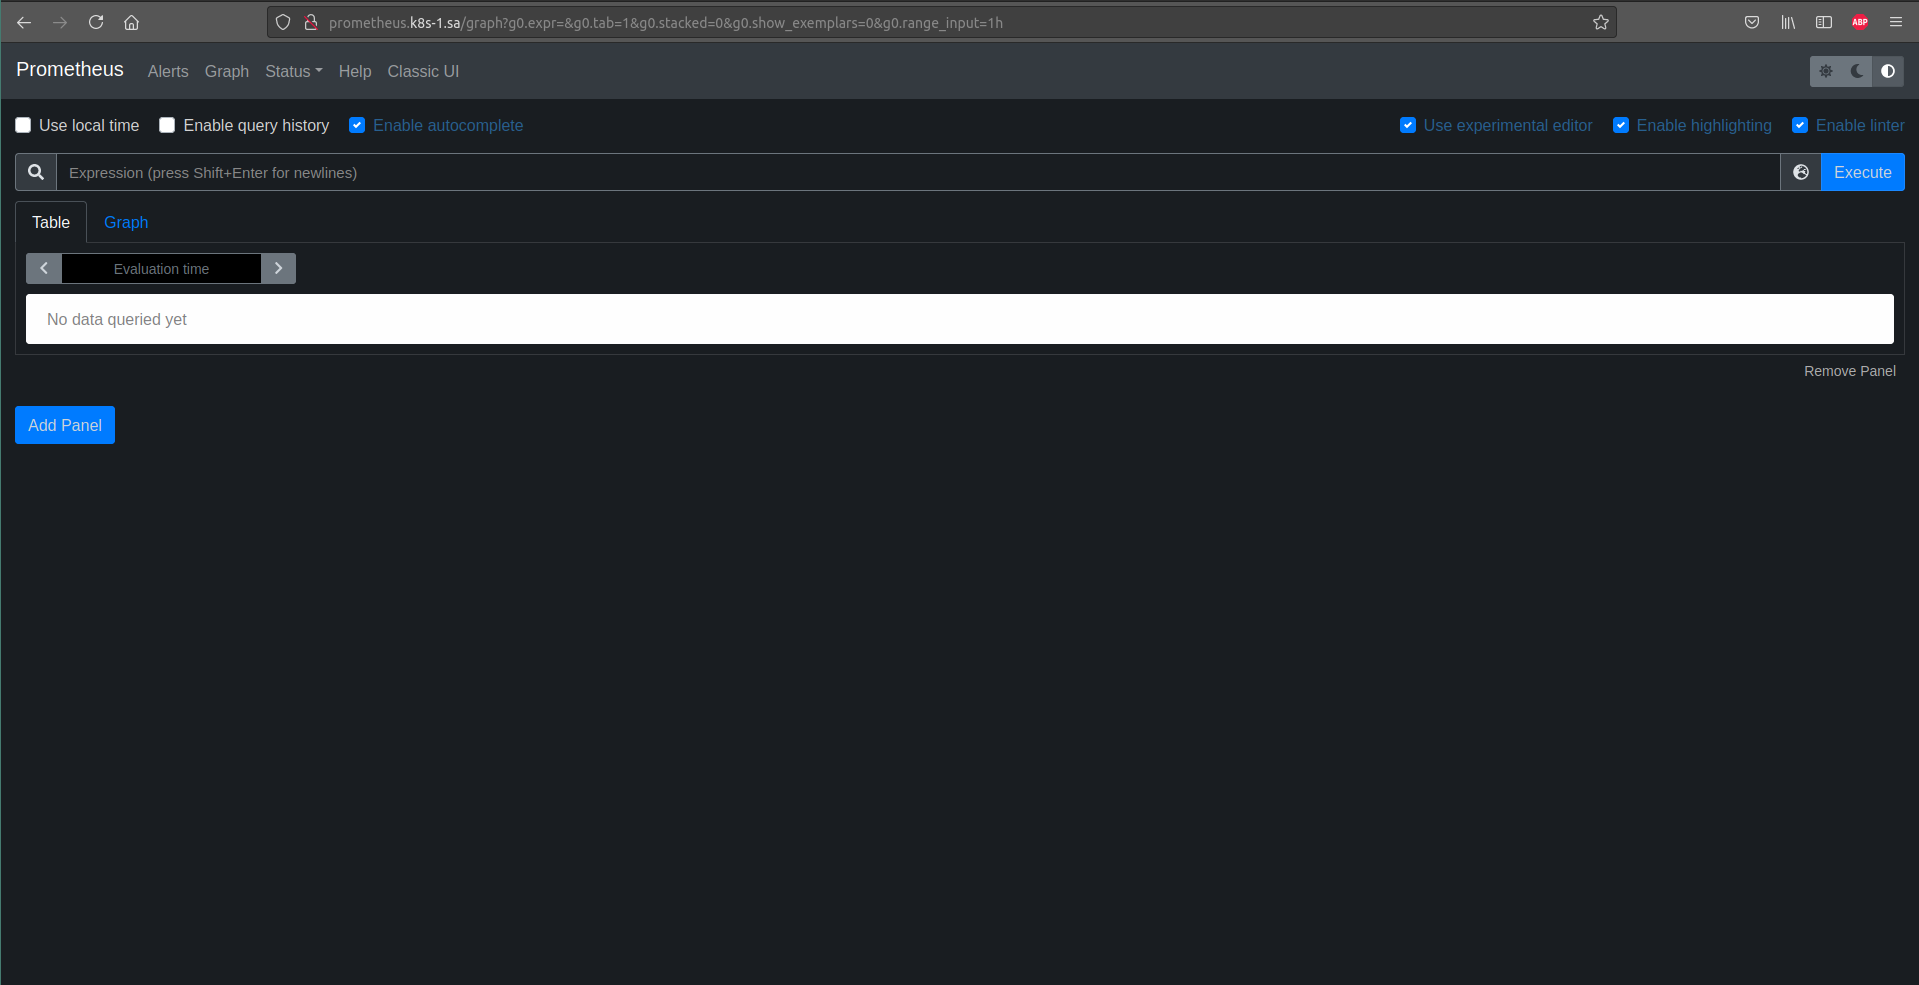 prometheus.k8s-1.sa/graph?g0.expr=&g0.tab=1&g0.stacked=0&g0.show_exemplars=0&g0.range_input=1h
ABP
Prometheus Alerts Graph Status Help Classic UI
Use local time Enable query history Enable autocomplete Use experimental editor Enable highlighting Enable linter
Expression (press Shift+Enter for newlines) Execute
Table Graph
Evaluation time
No data queried yet
Remove Panel
Add Panel